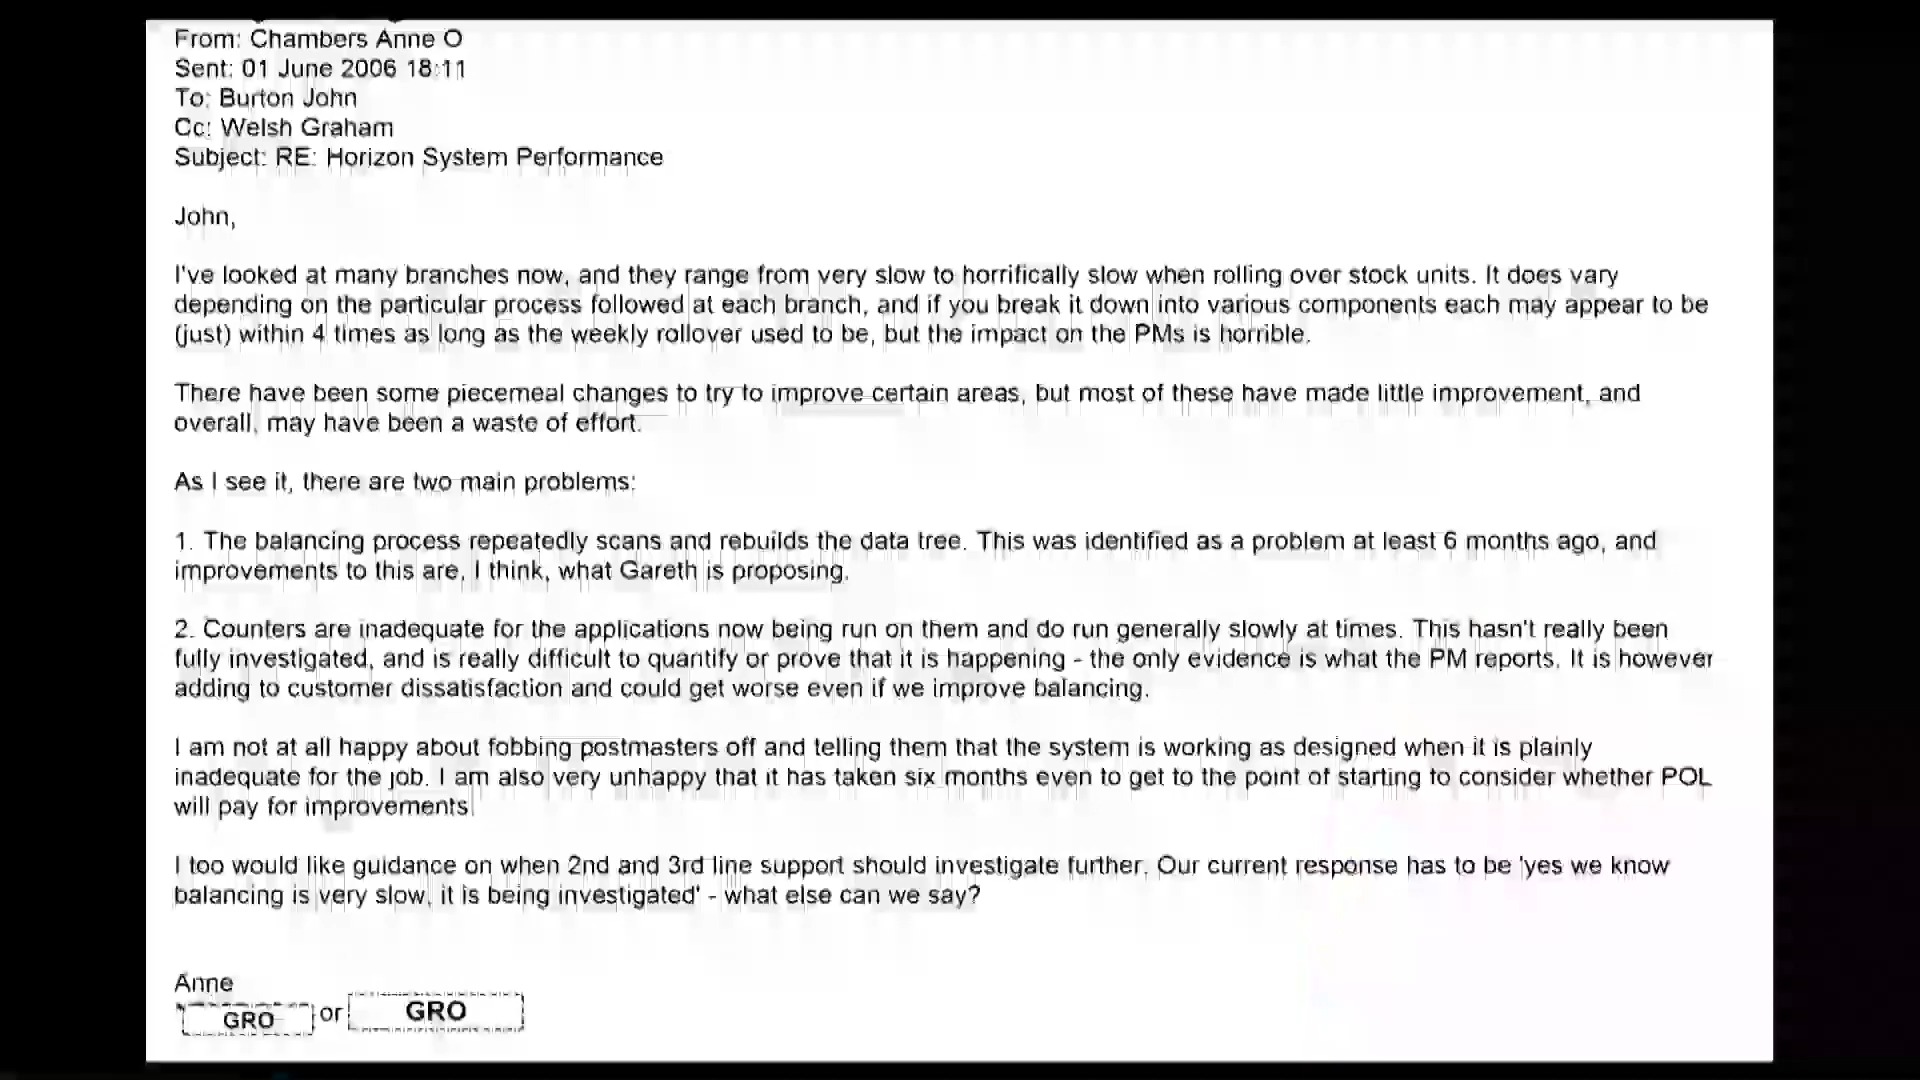 From: Chambers Anne O
Sent: 01 June 2006 18:11
To: Burton John
Cc: Welsh Graham
Subject: RE: Horizon System Performance
John,
I've looked at many branches now, and they range from very slow to horrifically slow when rolling over stock units. It does vary
depending on the particular process followed at each branch, and if you break it down into various components each may appear to be
(just) within 4 times as long as the weekly rollover used to be, but the impact on the PMs is horrible.
There have been some piecemeal changes to try to improve certain areas, but most of these have made little improvement, and
overall, may have been a waste of effort.
As I see it, there are two main problems:
1. The balancing process repeatedly scans and rebuilds the data tree. This was identified as a problem at least 6 months ago, and
improvements to this are, I think, what Gareth is proposing.
2. Counters are inadequate for the applications now being run on them and do run generally slowly at times. This hasn't really been
fully investigated, and is really difficult to quantify or prove that it is happening - the only evidence is what the PM reports. It is however
adding to customer dissatisfaction and could get worse even if we improve balancing.
I am not at all happy about fobbing postmasters off and telling them that the system is working as designed when it is plainly
inadequate for the job. I am also very unhappy that it has taken six months even to get to the point of starting to consider whether POL
will pay for improvements.
I too would like guidance on when 2nd and 3rd line support should investigate further. Our current response has to be 'yes we know
balancing is very slow, it is being investigated' - what else can we say?
Anne
GRO or GRO